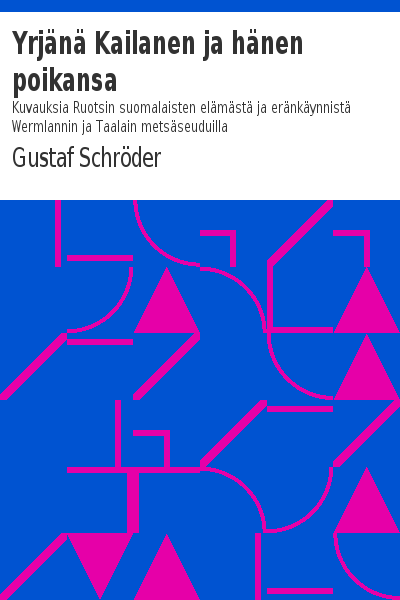 Yrjänä Kailanen ja hänen
poikansa
Kuvauksia Ruotsin suomalaisten elämästä ja eränkäynnistä
Wermlannin ja Taalain metsäseuduilla
Gustaf Schröder